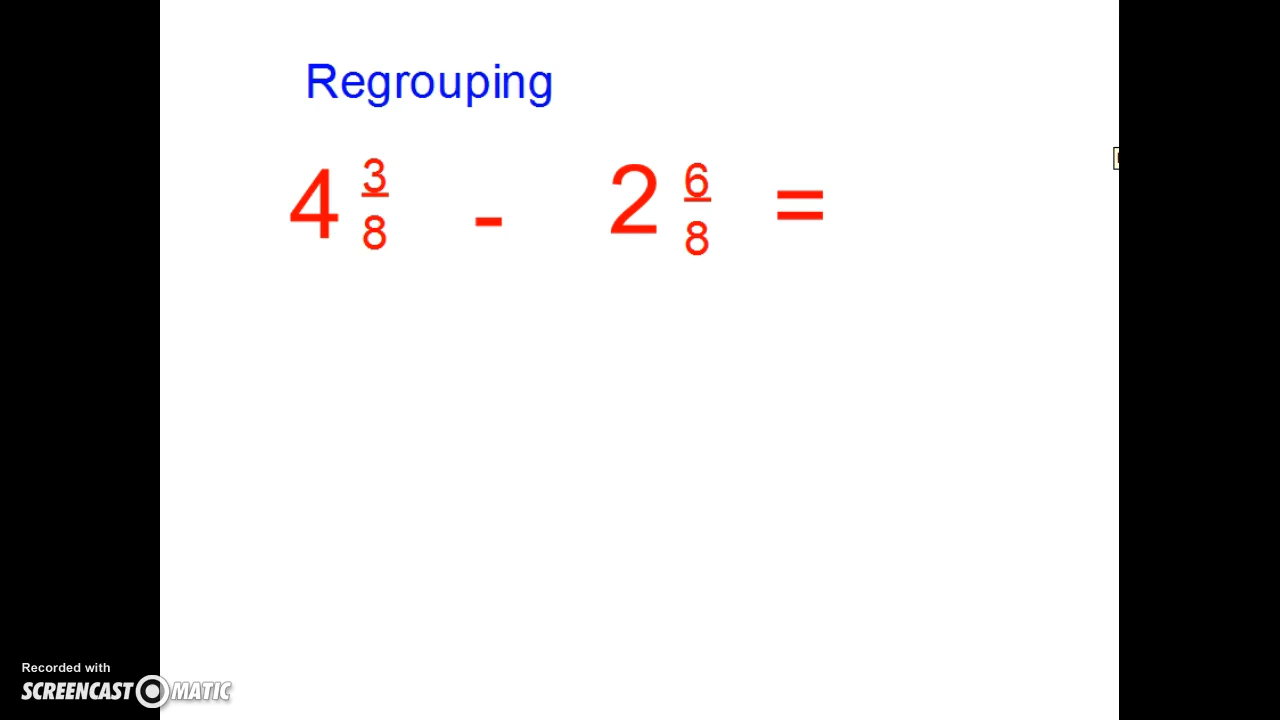 Regrouping
4 3/8 - 2 6/8 =
Recorded with
SCREENCAST MATIC